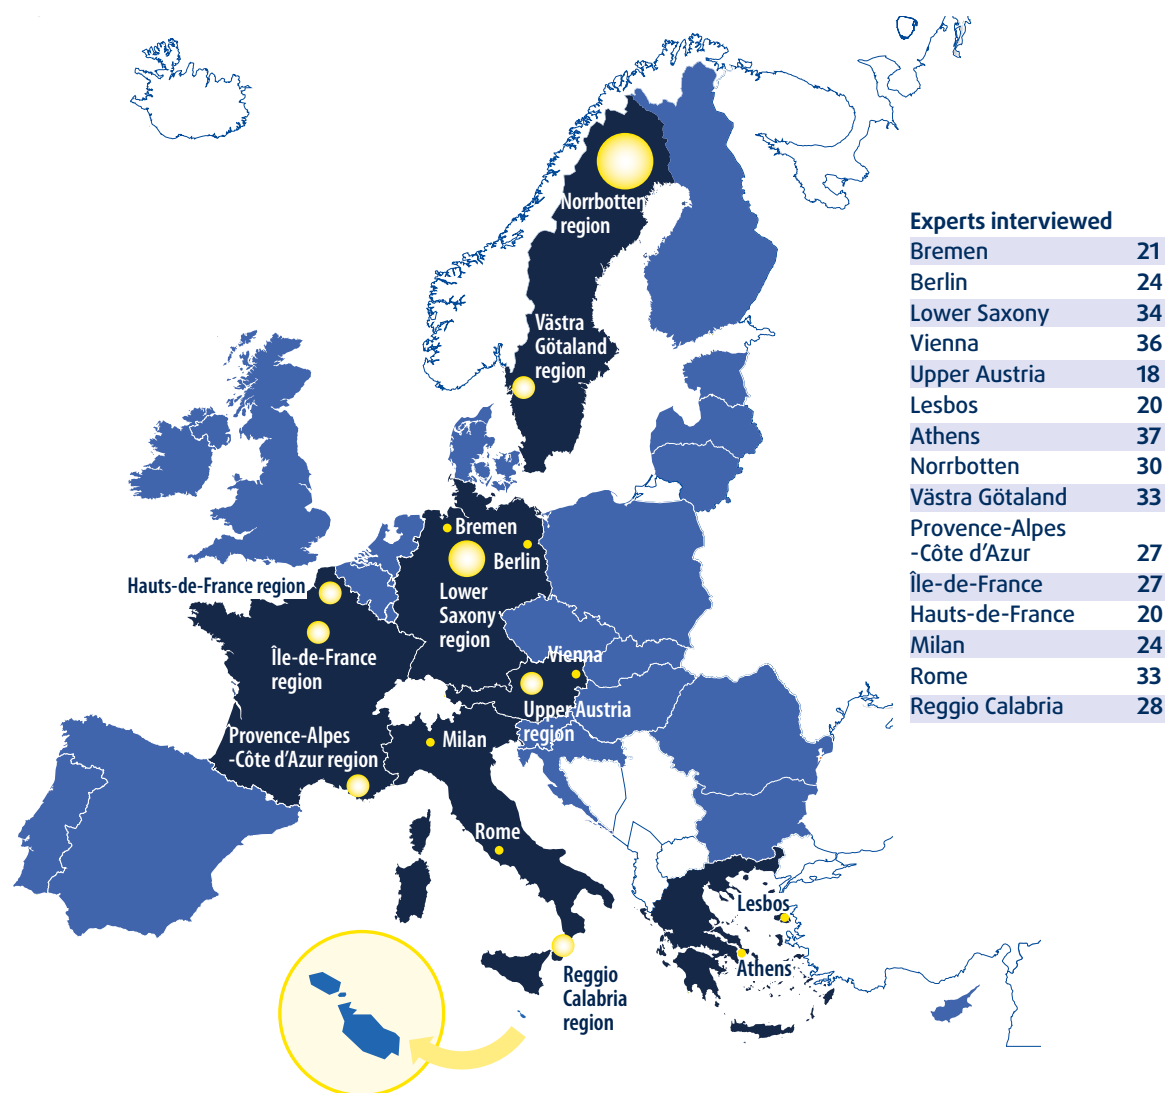 Norrbotten
region
Västra
Götaland
region
Bremen
Berlin
Lower
Saxony
region
Hauts-de-France region
Île-de-France
region
Vienna
Upper Austria
region
Provence-Alpes
-Côte d'Azur region
Milan
Rome
Reggio
Calabria
region
Lesbos
Athens
Experts interviewed
Bremen 21
Berlin 24
Lower Saxony 34
Vienna 36
Upper Austria 18
Lesbos 20
Athens 37
Norrbotten 30
Västra Götaland 33
Provence-Alpes
-Côte d'Azur 27
Île-de-France 27
Hauts-de-France 20
Milan 24
Rome 33
Reggio Calabria 28